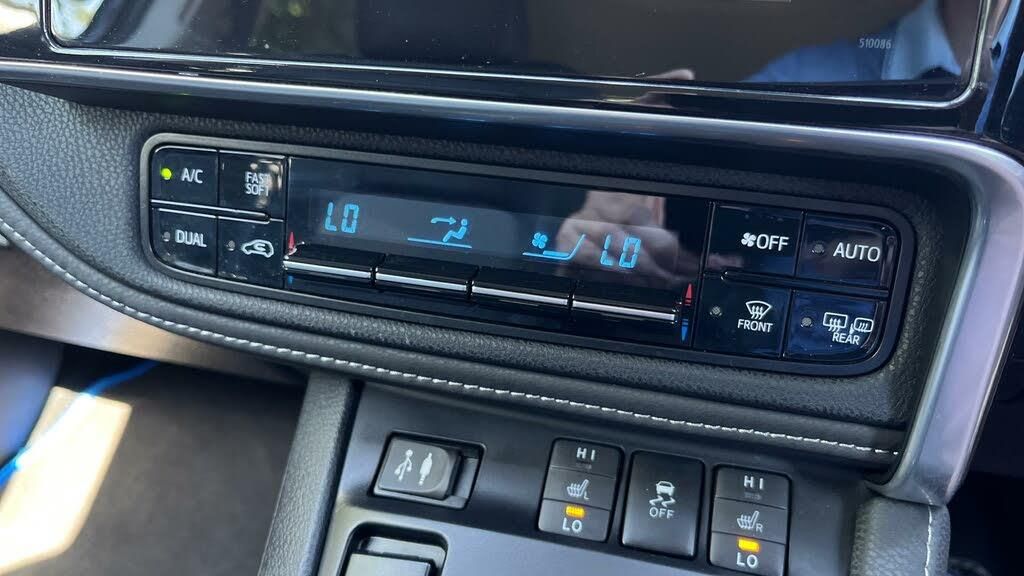 510086
A/C
FAST
SOFT
DUAL
LO
LO
OFF
AUTO
FRONT
REAR
HI
L
LO
OFF
HI
R
LO